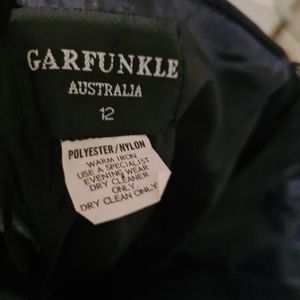 GARFUNKLE
AUSTRALIA
12
POLYESTER/NYLON
WARM IRON
USE A SPECIALIST
EVENING WEAR
DRY CLEANER
ONLY
DRY CLEAN ONLY